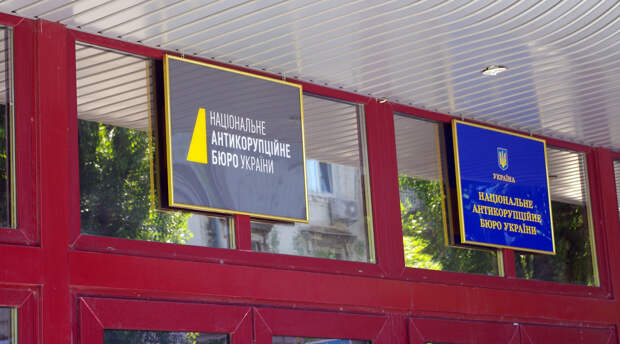 НАЦІОНАЛЬНЕ
АНТИКОРУПЦІЙНЕ
БЮРО УКРАЇНИ
УКРАЇНА
НАЦІОНАЛЬНЕ
АНТИКОРУПЦІЙНЕ
БЮРО УКРАЇНИ